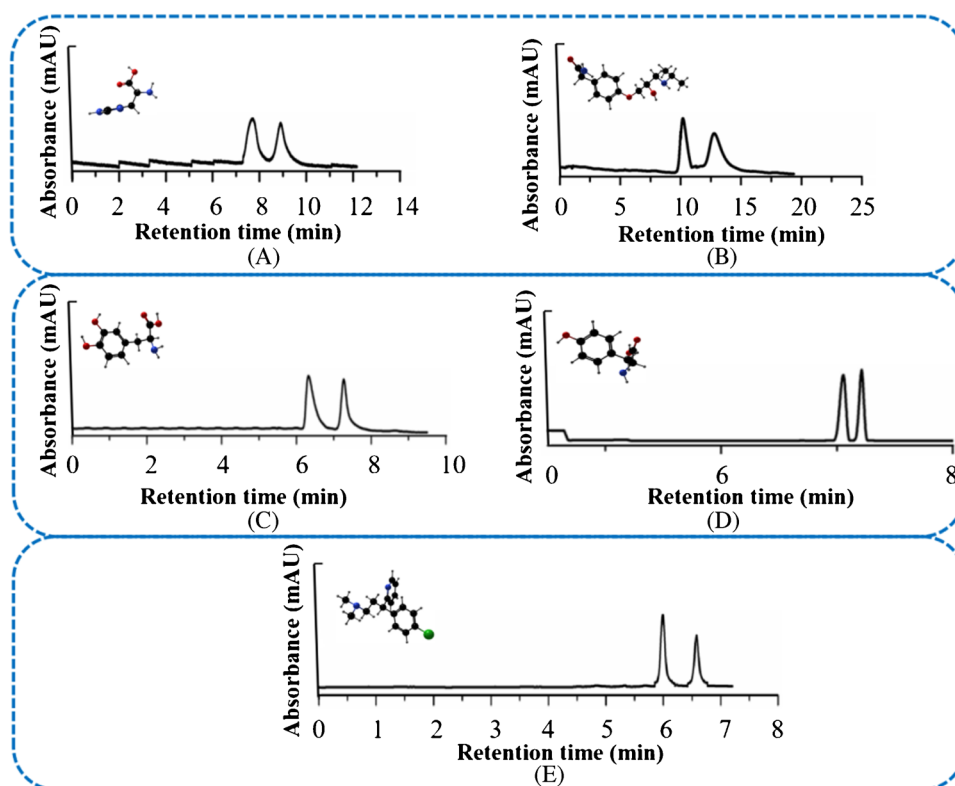 Absorbance (mAU)
0 2 4 6 8 10 12 14
Retention time (min)
(A)
Absorbance (mAU)
0 5 10 15 20 25
Retention time (min)
(B)
Absorbance (mAU)
0 2 4 6 8 10
Retention time (min)
(C)
Absorbance (mAU)
0 6 8
Retention time (min)
(D)
Absorbance (mAU)
0 1 2 3 4 5 6 7 8
Retention time (min)
(E)